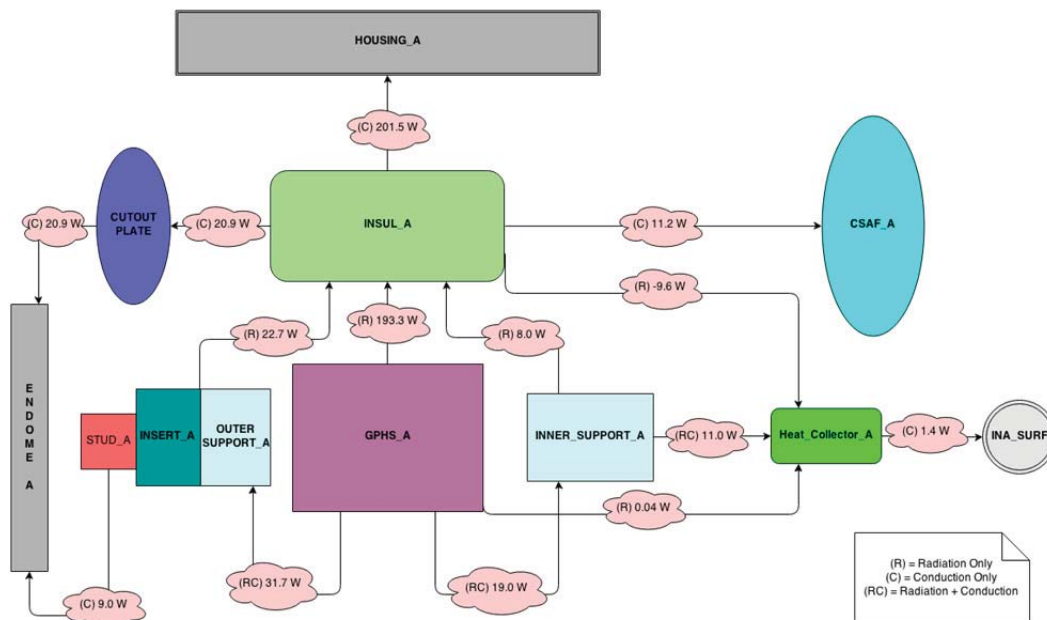 HOUSING_A
(C) 201.5 W
CUTOUT
PLATE
(C) 20.9 W
(C) 20.9 W
INSUL_A
(C) 11.2 W
CSAF_A
(R) -9.6 W
(R) 22.7 W
(R) 193.3 W
(R) 8.0 W
ENDOME A
STUD_A
INSERT_A
OUTER
SUPPORT_A
GPHS_A
INNER_SUPPORT_A
(RC) 11.0 W
Heat_Collector_A
(C) 1.4 W
INA_SURF
(R) 0.04 W
(RC) 31.7 W
(RC) 19.0 W
(C) 9.0 W
(R) = Radiation Only
(C) = Conduction Only
(RC) = Radiation + Conduction